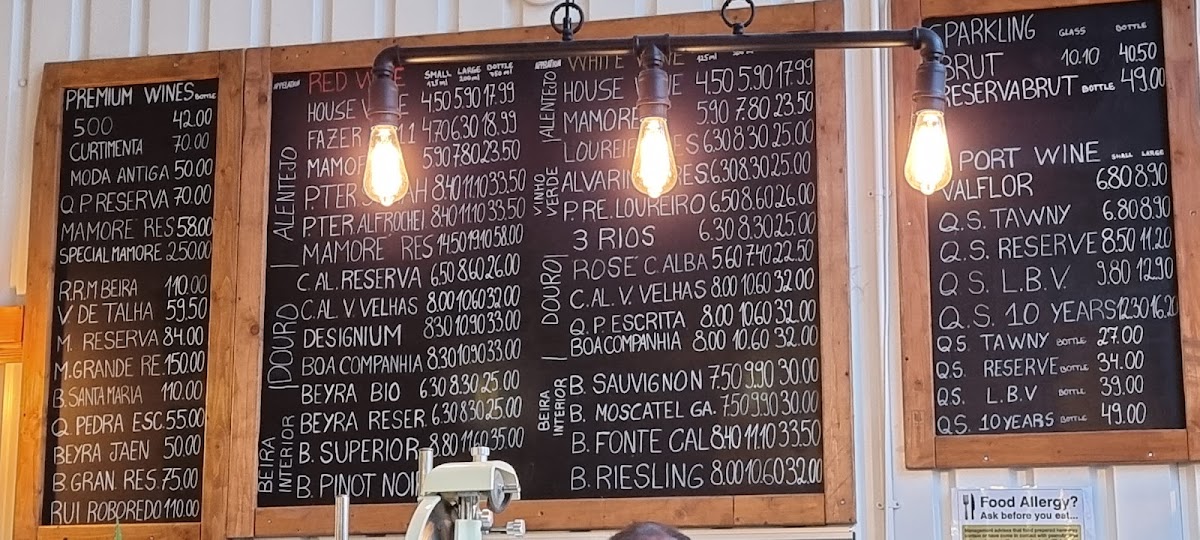 PREMIUM WINES BOTTLE
500 42.00
CURTIMENTA 70.00
MODA ANTIGA 50.00
Q.P RESERVA 70.00
MAMORE RES 58.00
SPECIAL MAMORE 250.00
R.R.M BEIRA 110.00
V DE TALHA 59.50
M. RESERVA 84.00
M.GRANDE RE. 150.00
B.SANTA MARIA 110.00
Q. PEDRA ESC. 55.00
BEYRA JAEN 50.00
B.GRAN. RES. 75.00
RUI ROBOREDO 110.00
APPELATION RED SMALL 125ml LARGE 200ml BOTTLE 750ml
ALENTEJO
HOUSE 4.50 5.90 17.99
FAZER 4.70 6.30 18.99
5.90 7.80 23.50
P.TER 8.40 11.10 33.50
P.TER ALFROCHEI 8.40 11.10 33.50
MAMORE RES 14.50 19.10 58.00
DOURO
C.AL.RESERVA 6.50 8.60 26.00
C.AL.V.VELHAS 8.00 10.60 32.00
DESIGNIUM 8.30 10.90 33.00
BOA COMPANHIA 8.30 10.90 33.00
BEIRA INTERIOR
BEYRA BIO 6.30 8.30 25.00
BEYRA RESER. 6.30 8.30 25.00
B. SUPERIOR 8.80 11.60 35.00
B. PINOT
APPELATION WHITE 125ml
ALENTEJO
HOUSE 4.50 5.90 17.99
MAMORE 5.90 7.80 23.50
VINHO VERDE
6.30 8.30 25.00
6.30 8.30 25.00
P.RE. LOUREIRO 6.50 8.60 26.00
DOURO
3 RIOS 6.30 8.30 25.00
ROSE C.ALBA 5.60 7.40 22.50
C.AL.V.VELHAS 8.00 10.60 32.00
Q.P. ESCRITA 8.00 10.60 32.00
BOA COMPANHIA 8.00 10.60 32.00
BEIRA INTERIOR
B. SAUVIGNON 7.50 9.90 30.00
B. MOSCATEL GA. 7.50 9.90 30.00
B. FONTE CAL 8.40 11.10 33.50
B. RIESLING 8.00 10.60 32.00
SPARKLING GLASS BOTTLE
BRUT 10.10 40.50
RESERVA BRUT BOTTLE 49.00
PORT WINE SMALL LARGE
VALFLOR 6.80 8.90
Q.S. TAWNY 6.80 8.90
Q.S. RESERVE 8.50 11.20
Q.S. L.B.V. 9.80 12.90
Q.S. 10 YEARS 12.30 16.20
Q.S. TAWNY BOTTLE 27.00
Q.S. RESERVE BOTTLE 34.00
Q.S. L.B.V BOTTLE 39.00
Q.S. 10 YEARS BOTTLE 49.00
Food Allergy?
Ask before you eat...